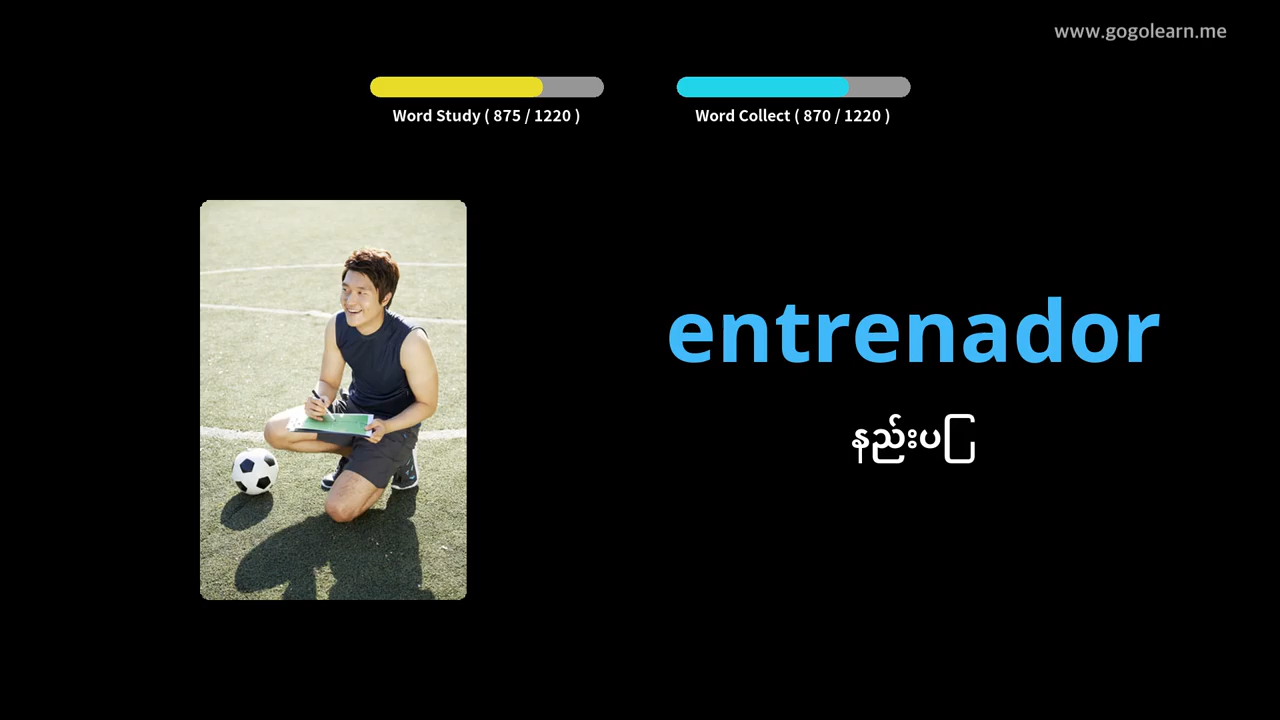 www.gogolearn.me
Word Study ( 875 / 1220 )
Word Collect ( 870 / 1220 )
entrenador
နည်းပြ